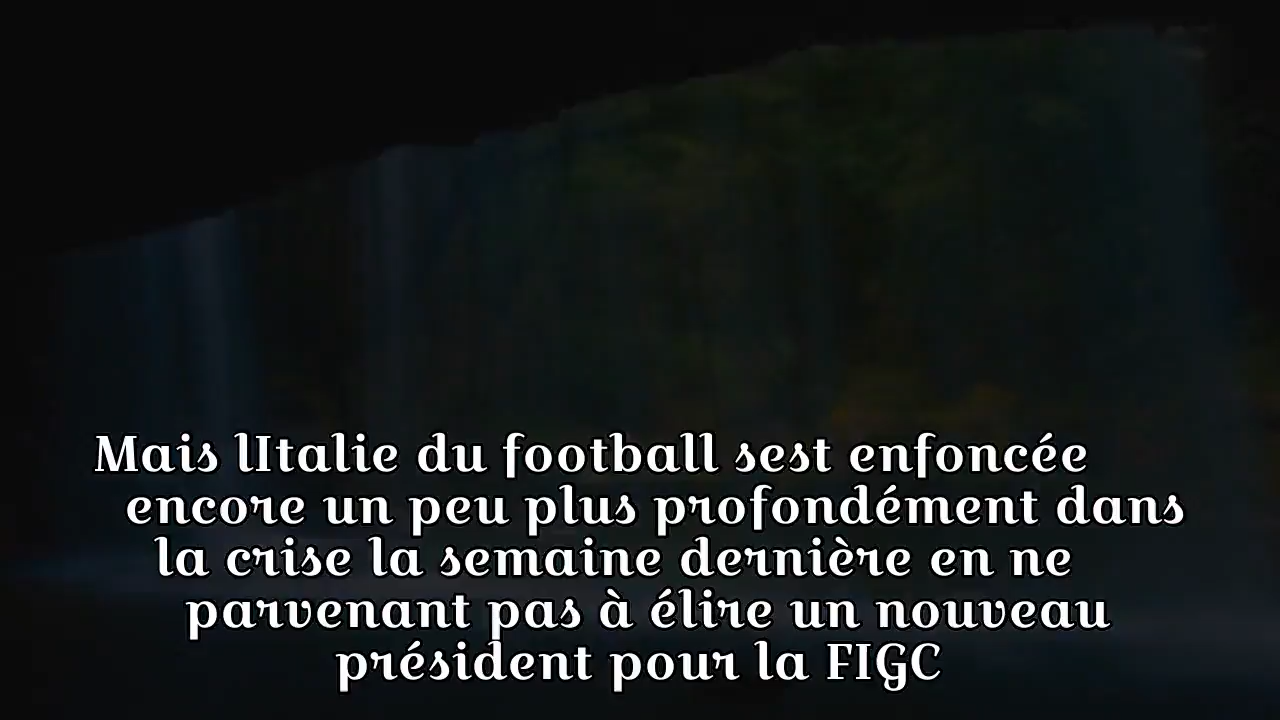 Mais lItalie du football sest enfoncée
encore un peu plus profondément dans
la crise la semaine dernière en ne
parvenant pas à élire un nouveau
président pour la FIGC